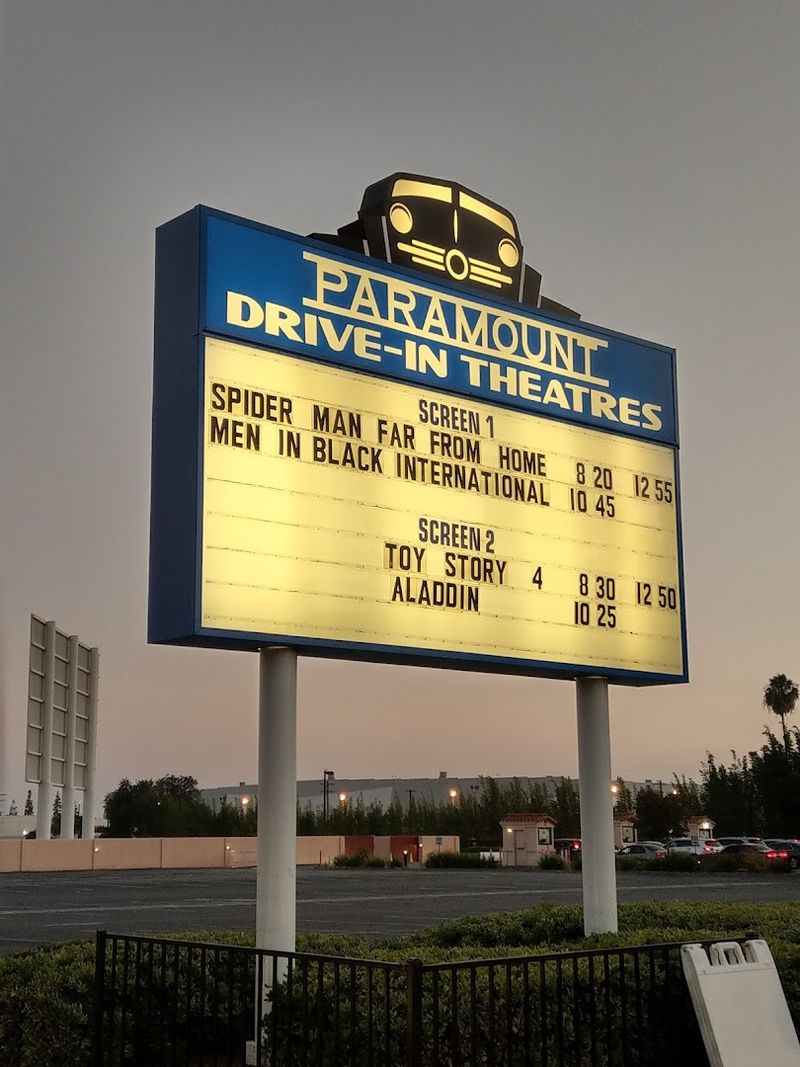 PARAMOUNT
DRIVE-IN THEATRES
SCREEN 1
SPIDER MAN FAR FROM HOME 8 20 12 55
MEN IN BLACK INTERNATIONAL 10 45
SCREEN 2
TOY STORY 4 8 30 12 50
ALADDIN 10 25